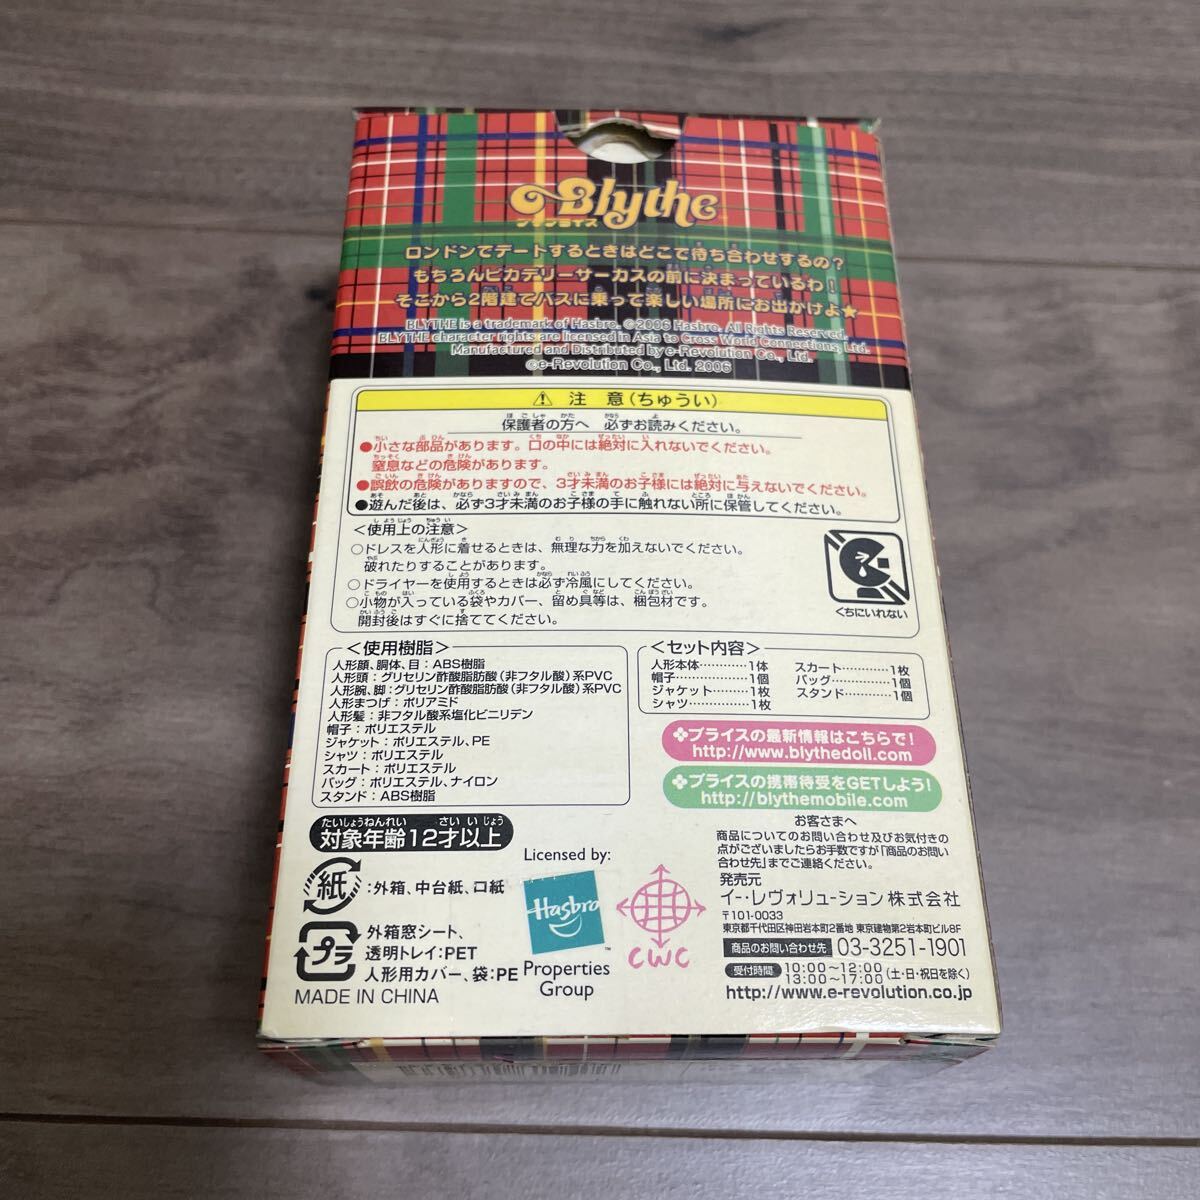 Blythe
プチブライス
ロンドンでデートするときはどこで待ち合わせするの?
もちろんピカデリーサーカスの前に決まっているわ!
そこから2階建てバスに乗って楽しい場所にお出かけよ★
BLYTHE is a trademark of Hasbro. ©2006 Hasbro. All Rights Reserved.
BLYTHE character rights are licensed in Asia to Cross World Connections, Ltd.
Manufactured and Distributed by e-Revolution Co., Ltd.
©e-Revolution Co., Ltd. 2006
⚠ 注 意(ちゅうい)
保護者の方へ 必ずお読みください。
●小さな部品があります。口の中には絶対に入れないでください。
窒息などの危険があります。
●誤飲の危険がありますので、3才未満のお子様には絶対に与えないでください。
●遊んだ後は、必ず3才未満のお子様の手に触れない所に保管してください。
<使用上の注意>
○ドレスを人形に着せるときは、無理な力を加えないでください。
破れたりすることがあります。
○ドライヤーを使用するときは必ず冷風にしてください。
○小物が入っている袋やカバー、留め具等は、梱包材です。
開封後はすぐに捨ててください。
くちにいれない
<使用樹脂>
人形顔、胴体、目:ABS樹脂
人形頭:グリセリン酢酸脂肪酸(非フタル酸)系PVC
人形腕、脚:グリセリン酢酸脂肪酸(非フタル酸)系PVC
人形まつげ:ポリアミド
人形髪:非フタル酸系塩化ビニリデン
帽子:ポリエステル
ジャケット:ポリエステル、PE
シャツ:ポリエステル
スカート:ポリエステル
バッグ:ポリエステル、ナイロン
スタンド:ABS樹脂
<セット内容>
人形本体…………1体
帽子………………1個
ジャケット………1枚
シャツ……………1枚
スカート…………1枚
バッグ……………1個
スタンド…………1個
ブライスの最新情報はこちらで!
http://www.blythedoll.com
ブライスの携帯待受をGETしよう!
http://blythemobile.com
たいしょうねんれい さい いじょう
対象年齢12才以上
紙:外箱、中台紙、口紙
プラ
外箱窓シート、
透明トレイ:PET
人形用カバー、袋:PE
MADE IN CHINA
Licensed by:
Hasbro
™
Properties
Group
CWC
お客さまへ
商品についてのお問い合わせ及びお気付きの
点がございましたらお手数ですが「商品のお問い
合わせ先」までご連絡ください。
発売元
イー・レヴォリューション株式会社
〒101-0033
東京都千代田区神田岩本町2番地 東京建物第2岩本町ビル8F
商品のお問い合わせ先 03-3251-1901
受付時間 10:00~12:00
13:00~17:00 (土・日・祝日を除く)
http://www.e-revolution.co.jp